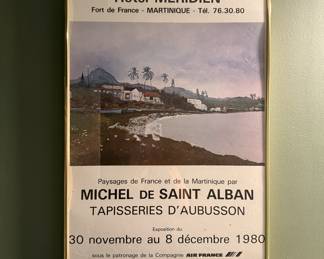 Hôtel MERIDIEN
Fort de France - MARTINIQUE - Tél. 76.30.80
Paysages de France et de la Martinique par
MICHEL DE SAINT ALBAN
TAPISSERIES D'AUBUSSON
Exposition du
30 novembre au 8 décembre 1980
sous le patronage de la Compagnie AIR FRANCE